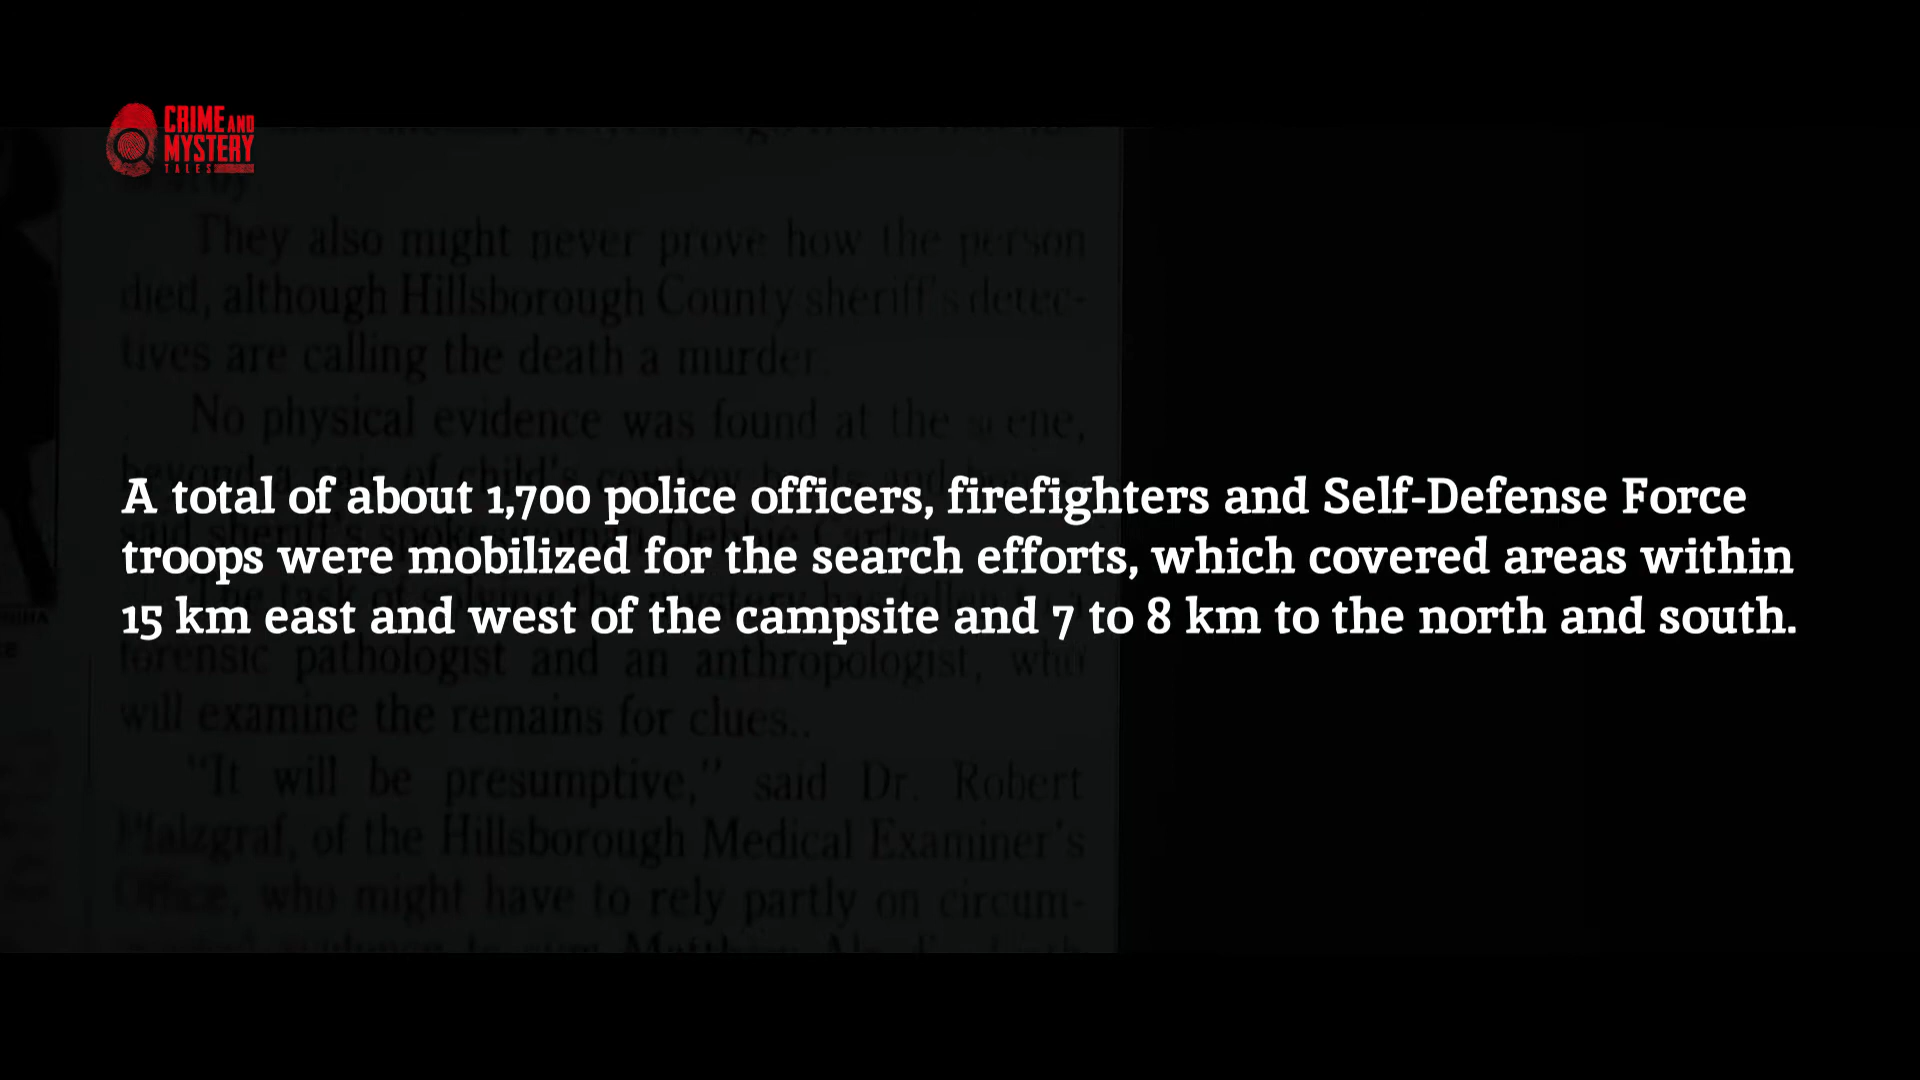 CRIME AND
MYSTERY
TALES
They also might never prove how the person
died, although Hillsborough County sheriff's detec-
tives are calling the death a murder.
No physical evidence was found at the scene,
A total of about 1,700 police officers, firefighters and Self-Defense Force
troops were mobilized for the search efforts, which covered areas within
15 km east and west of the campsite and 7 to 8 km to the north and south.
forensic pathologist and an anthropologist, who
will examine the remains for clues..
"It will be presumptive," said Dr. Robert
Pfalzgraf, of the Hillsborough Medical Examiner's
Office, who might have to rely partly on circum-